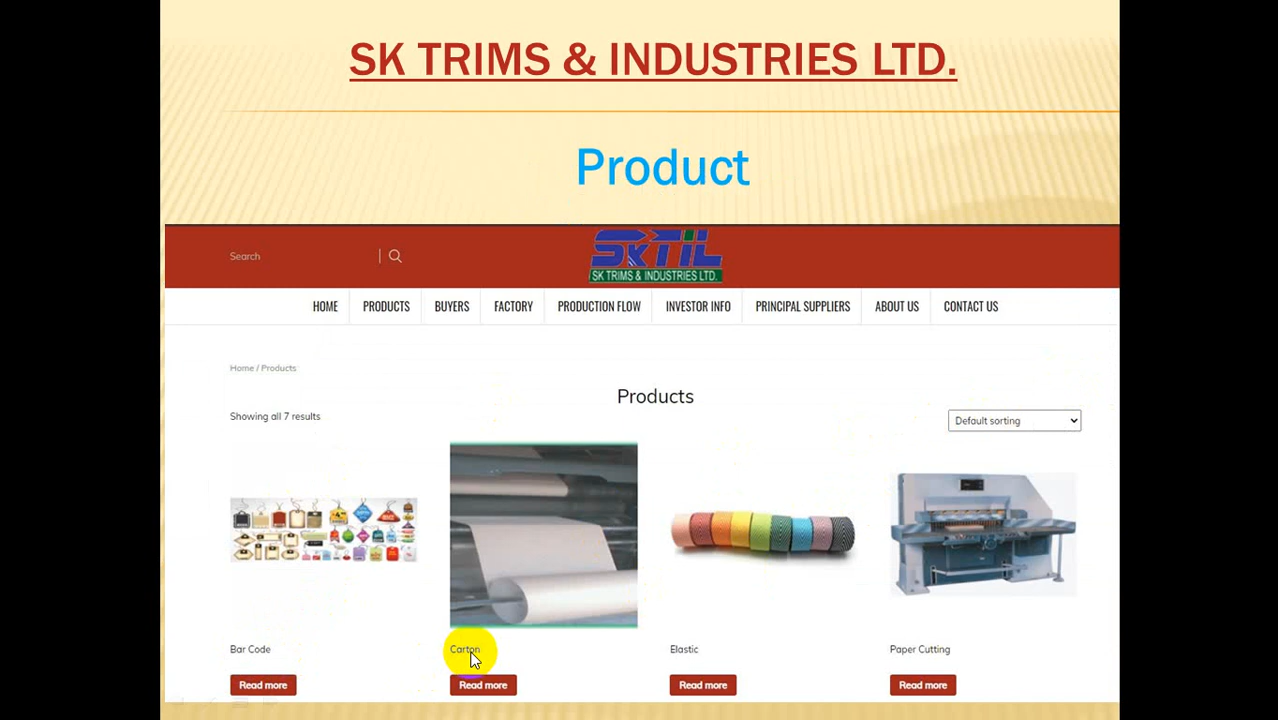 SK TRIMS & INDUSTRIES LTD.
Product
Search
SKTIL
SK TRIMS & INDUSTRIES LTD.
HOME PRODUCTS BUYERS FACTORY PRODUCTION FLOW INVESTOR INFO PRINCIPAL SUPPLIERS ABOUT US CONTACT US
Home / Products
Products
Showing all 7 results
Default sorting
Bar Code Carton Elastic Paper Cutting
Read more Read more Read more Read more